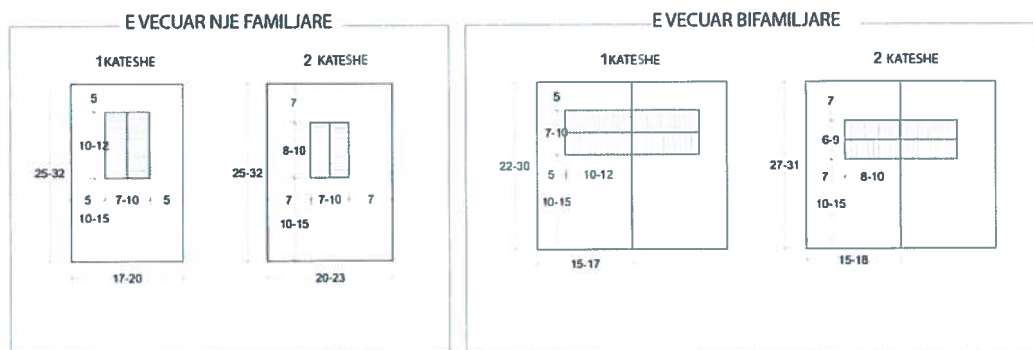 E VECUAR NJE FAMILJARE
1KATESHE
5
10-12
25-32
5 7-10 5
10-15
17-20
2 KATESHE
7
8-10
25-32
7 7-10 7
10-15
20-23
E VECUAR BIFAMILJARE
1KATESHE
5
7-10
22-30
5 10-12
10-15
15-17
2 KATESHE
7
6-9
27-31
7 8-10
10-15
15-18